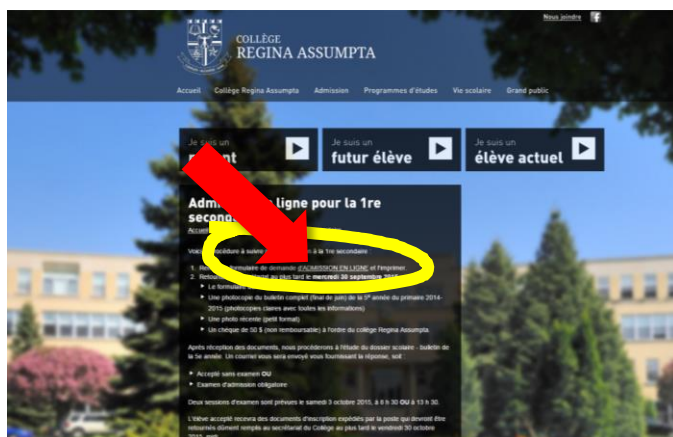 Nous joindre
COLLÈGE
REGINA ASSUMPTA
Accueil Collège Regina Assumpta Admission Programmes d'études Vie scolaire Grand public
Je suis un
Je suis un
futur élève
Je suis un
élève actuel
ligne pour la 1re
Accueil
à la 1re secondaire
1. formulaire de demande d'ADMISSION EN LIGNE et l'imprimer.
2. au plus tard le mercredi 30 septembre
▸ Le formulaire
▸ Une photocopie du bulletin complet (final de juin) de la 5e année du primaire 2014-
2015 (photocopies claires avec toutes les informations)
▸ Une photo récente (petit format)
▸ Un chèque de 50 $ (non remboursable) à l'ordre du collège Regina Assumpta.
Après réception des documents, nous procéderons à l'étude du dossier scolaire - bulletin de
la 5e année. Un courriel vous sera envoyé vous fournissant la réponse, soit :
▸ Accepté sans examen OU
▸ Examen d'admission obligatoire
Deux sessions d'examen sont prévues le samedi 3 octobre 2015, à 8 h 30 OU à 13 h 30.
L'élève accepté recevra des documents d'inscription expédiés par la poste qui devront être
retournés dûment remplis au secrétariat du Collège au plus tard le vendredi 30 octobre